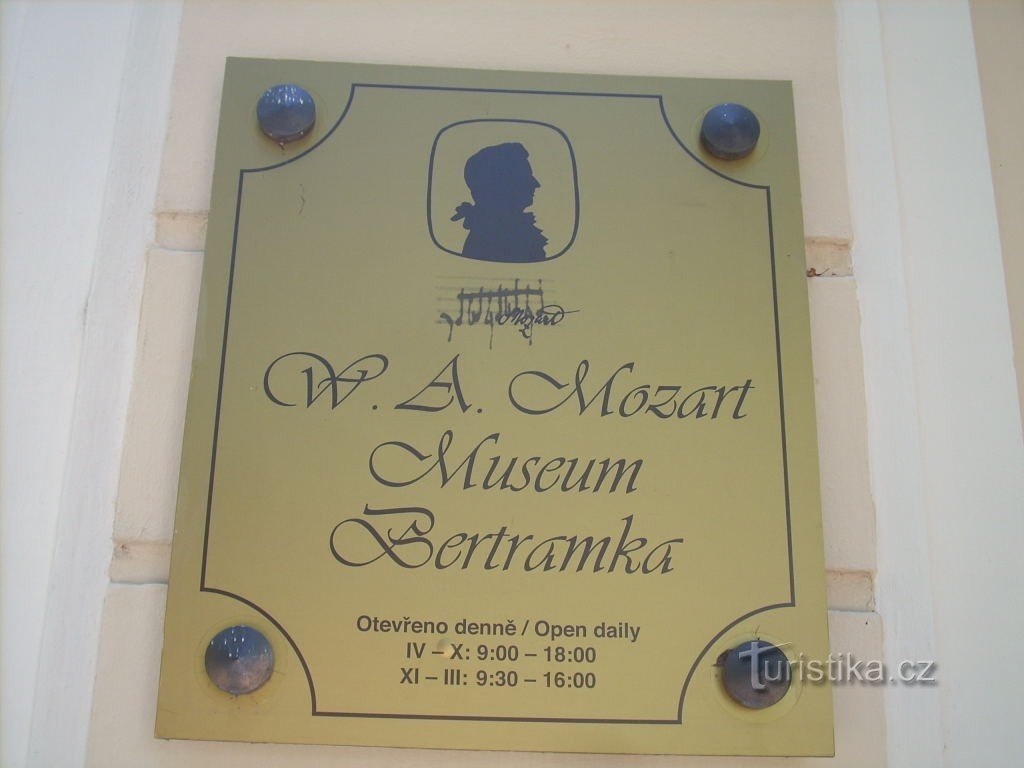 Mozart
W. A. Mozart
Museum
Bertramka
Otevřeno denně / Open daily
IV – X: 9:00 – 18:00
XI – III: 9:30 – 16:00
turistika.cz